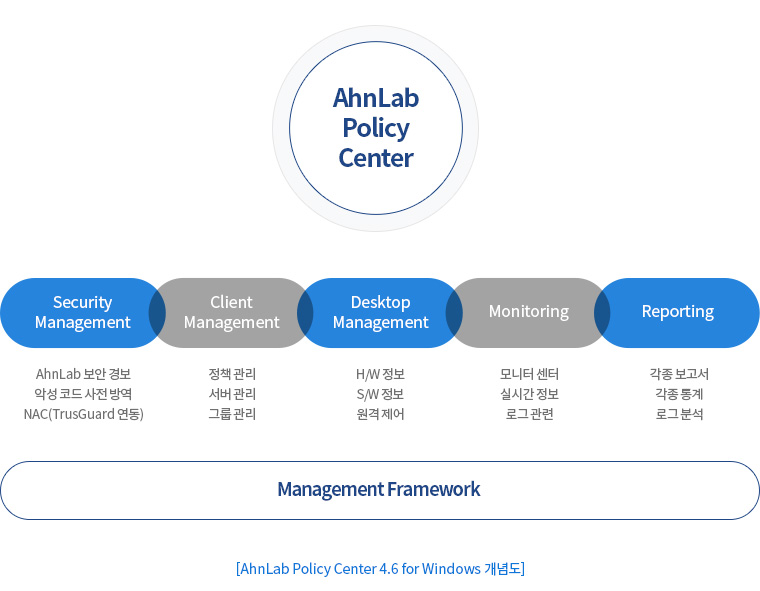 AhnLab
Policy
Center
Security
Management
Client
Management
Desktop
Management
Monitoring
Reporting
AhnLab 보안 경보
악성 코드 사전 방역
NAC(TrusGuard 연동)
정책 관리
서버 관리
그룹 관리
H/W 정보
S/W 정보
원격 제어
모니터 센터
실시간 정보
로그 관련
각종 보고서
각종 통계
로그 분석
Management Framework
[AhnLab Policy Center 4.6 for Windows 개념도]